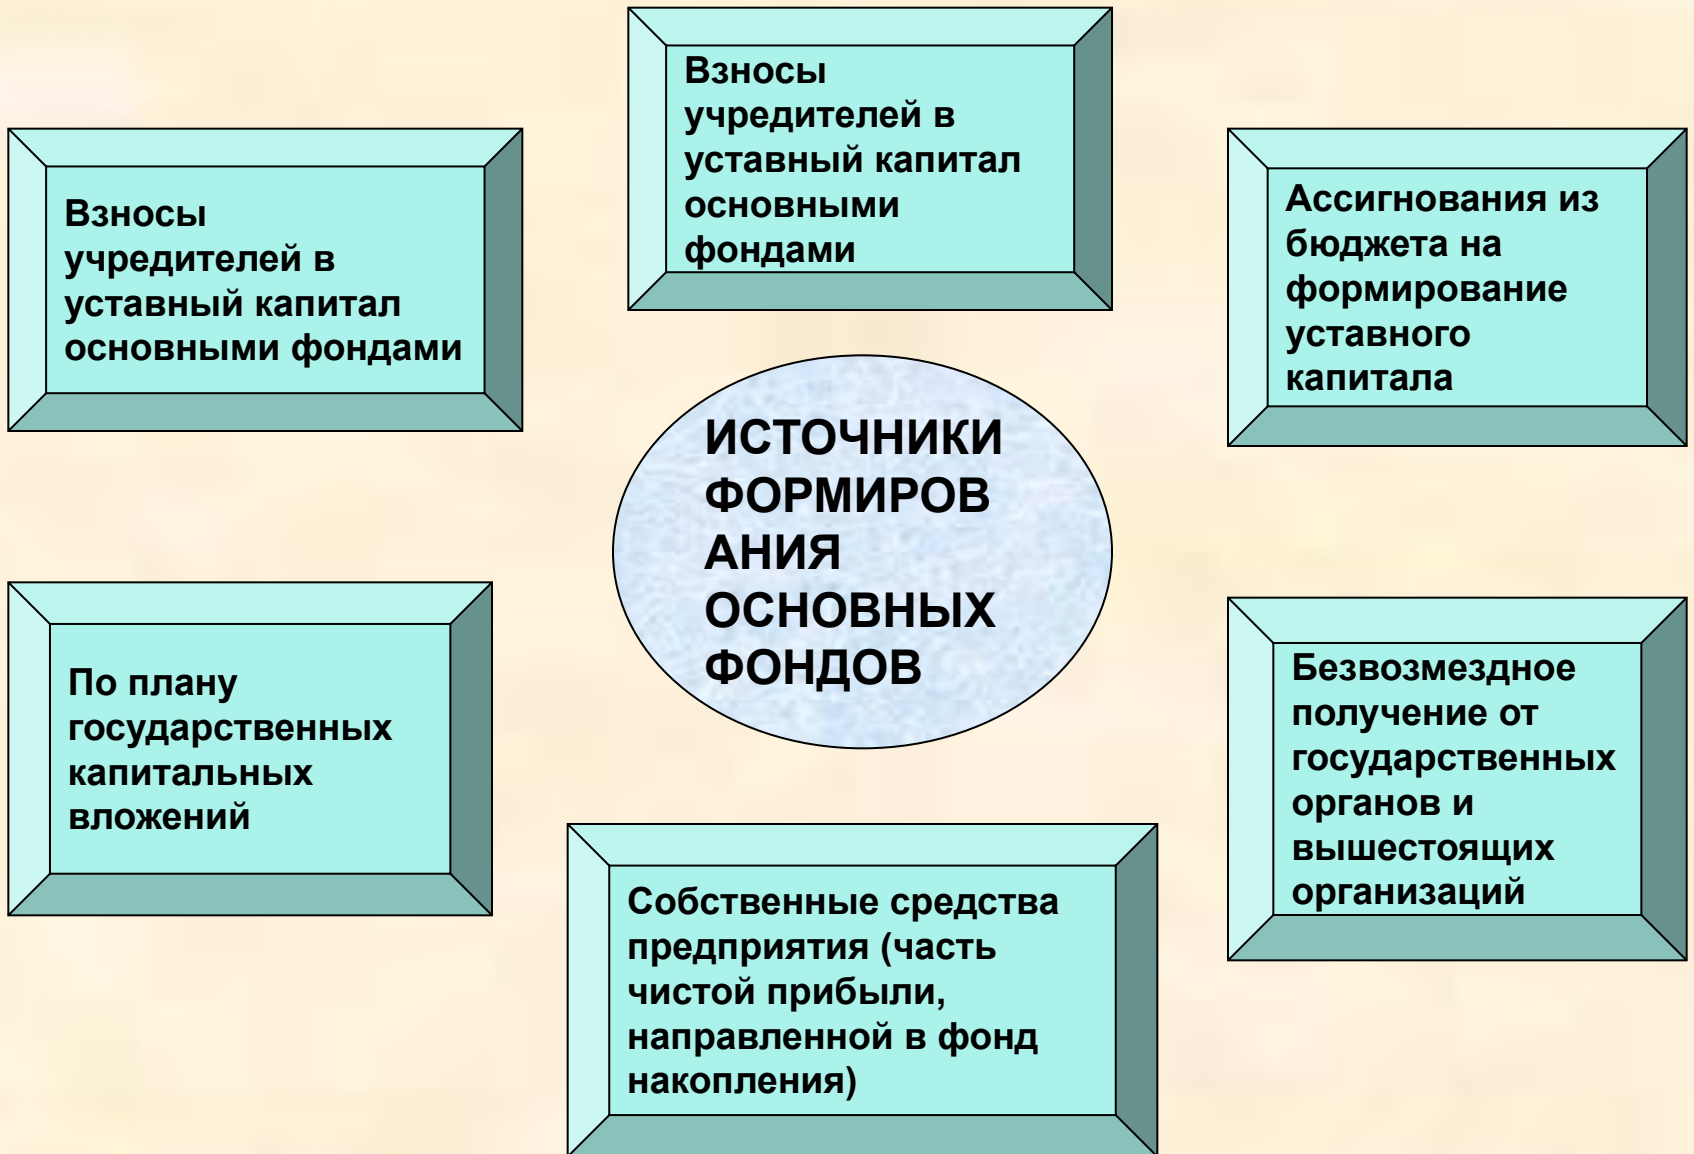 Взносы
учредителей в
уставный капитал
основными
фондами
Взносы
учредителей в
уставный капитал
основными фондами
Ассигнования из
бюджета на
формирование
уставного
капитала
ИСТОЧНИКИ
ФОРМИРОВ
АНИЯ
ОСНОВНЫХ
ФОНДОВ
По плану
государственных
капитальных
вложений
Безвозмездное
получение от
государственных
органов и
вышестоящих
организаций
Собственные средства
предприятия (часть
чистой прибыли,
направленной в фонд
накопления)